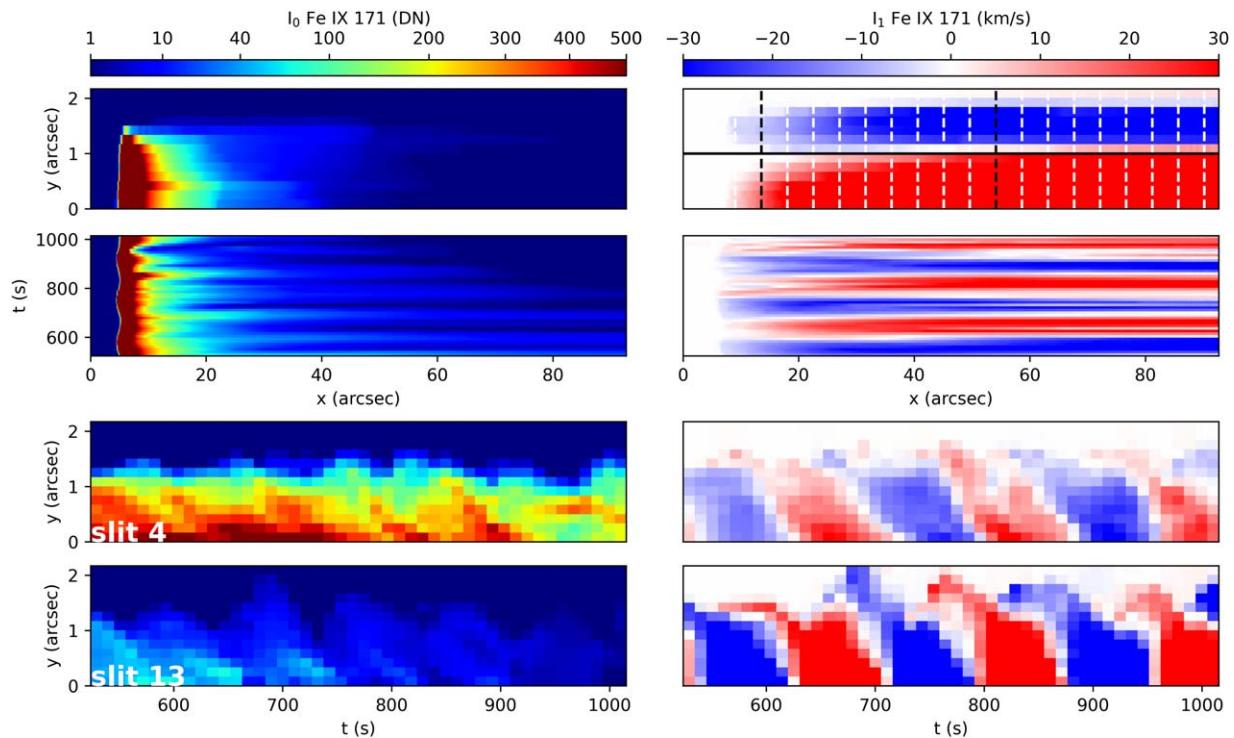 I₀ Fe IX 171 (DN)
1 10 40 100 200 300 400 500
I₁ Fe IX 171 (km/s)
−30 −20 −10 0 10 20 30
y (arcsec)
2
1
0
t (s)
1000
800
600
0 20 40 60 80
x (arcsec)
0 20 40 60 80
x (arcsec)
y (arcsec)
2
1
0
slit 4
y (arcsec)
2
1
0
slit 13
600 700 800 900 1000
t (s)
600 700 800 900 1000
t (s)